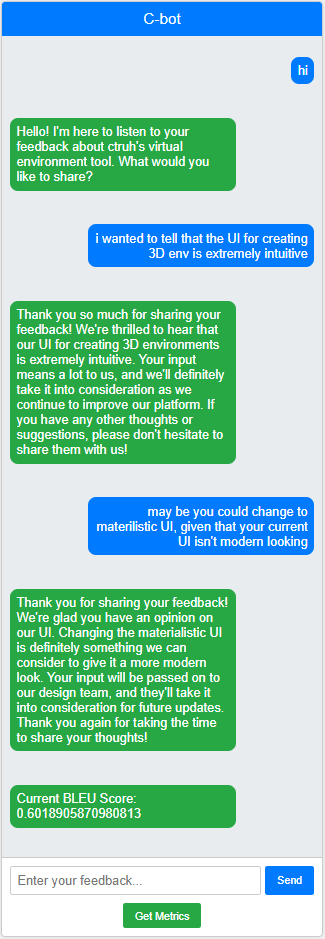 C-bot
hi
Hello! I'm here to listen to your
feedback about ctruh's virtual
environment tool. What would you
like to share?
i wanted to tell that the UI for creating
3D env is extremely intuitive
Thank you so much for sharing your
feedback! We're thrilled to hear that
our UI for creating 3D environments
is extremely intuitive. Your input
means a lot to us, and we'll definitely
take it into consideration as we
continue to improve our platform. If
you have any other thoughts or
suggestions, please don't hesitate to
share them with us!
may be you could change to
materilistic UI, given that your current
UI isn't modern looking
Thank you for sharing your feedback!
We're glad you have an opinion on
our UI. Changing the materialistic UI
is definitely something we can
consider to give it a more modern
look. Your input will be passed on to
our design team, and they'll take it
into consideration for future updates.
Thank you again for taking the time
to share your thoughts!
Current BLEU Score:
0.6018905870980813
Enter your feedback...
Send
Get Metrics